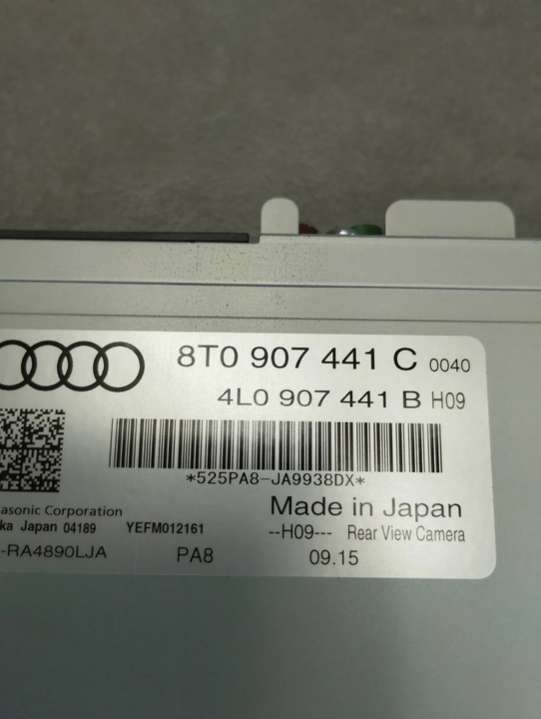 8T0 907 441 C 0040
4L0 907 441 B H09
*525PA8-JA9938DX*
Made in Japan
asonic Corporation
ka Japan 04189 YEFM012161 --H09--- Rear View Camera
-RA4890LJA PA8 09.15